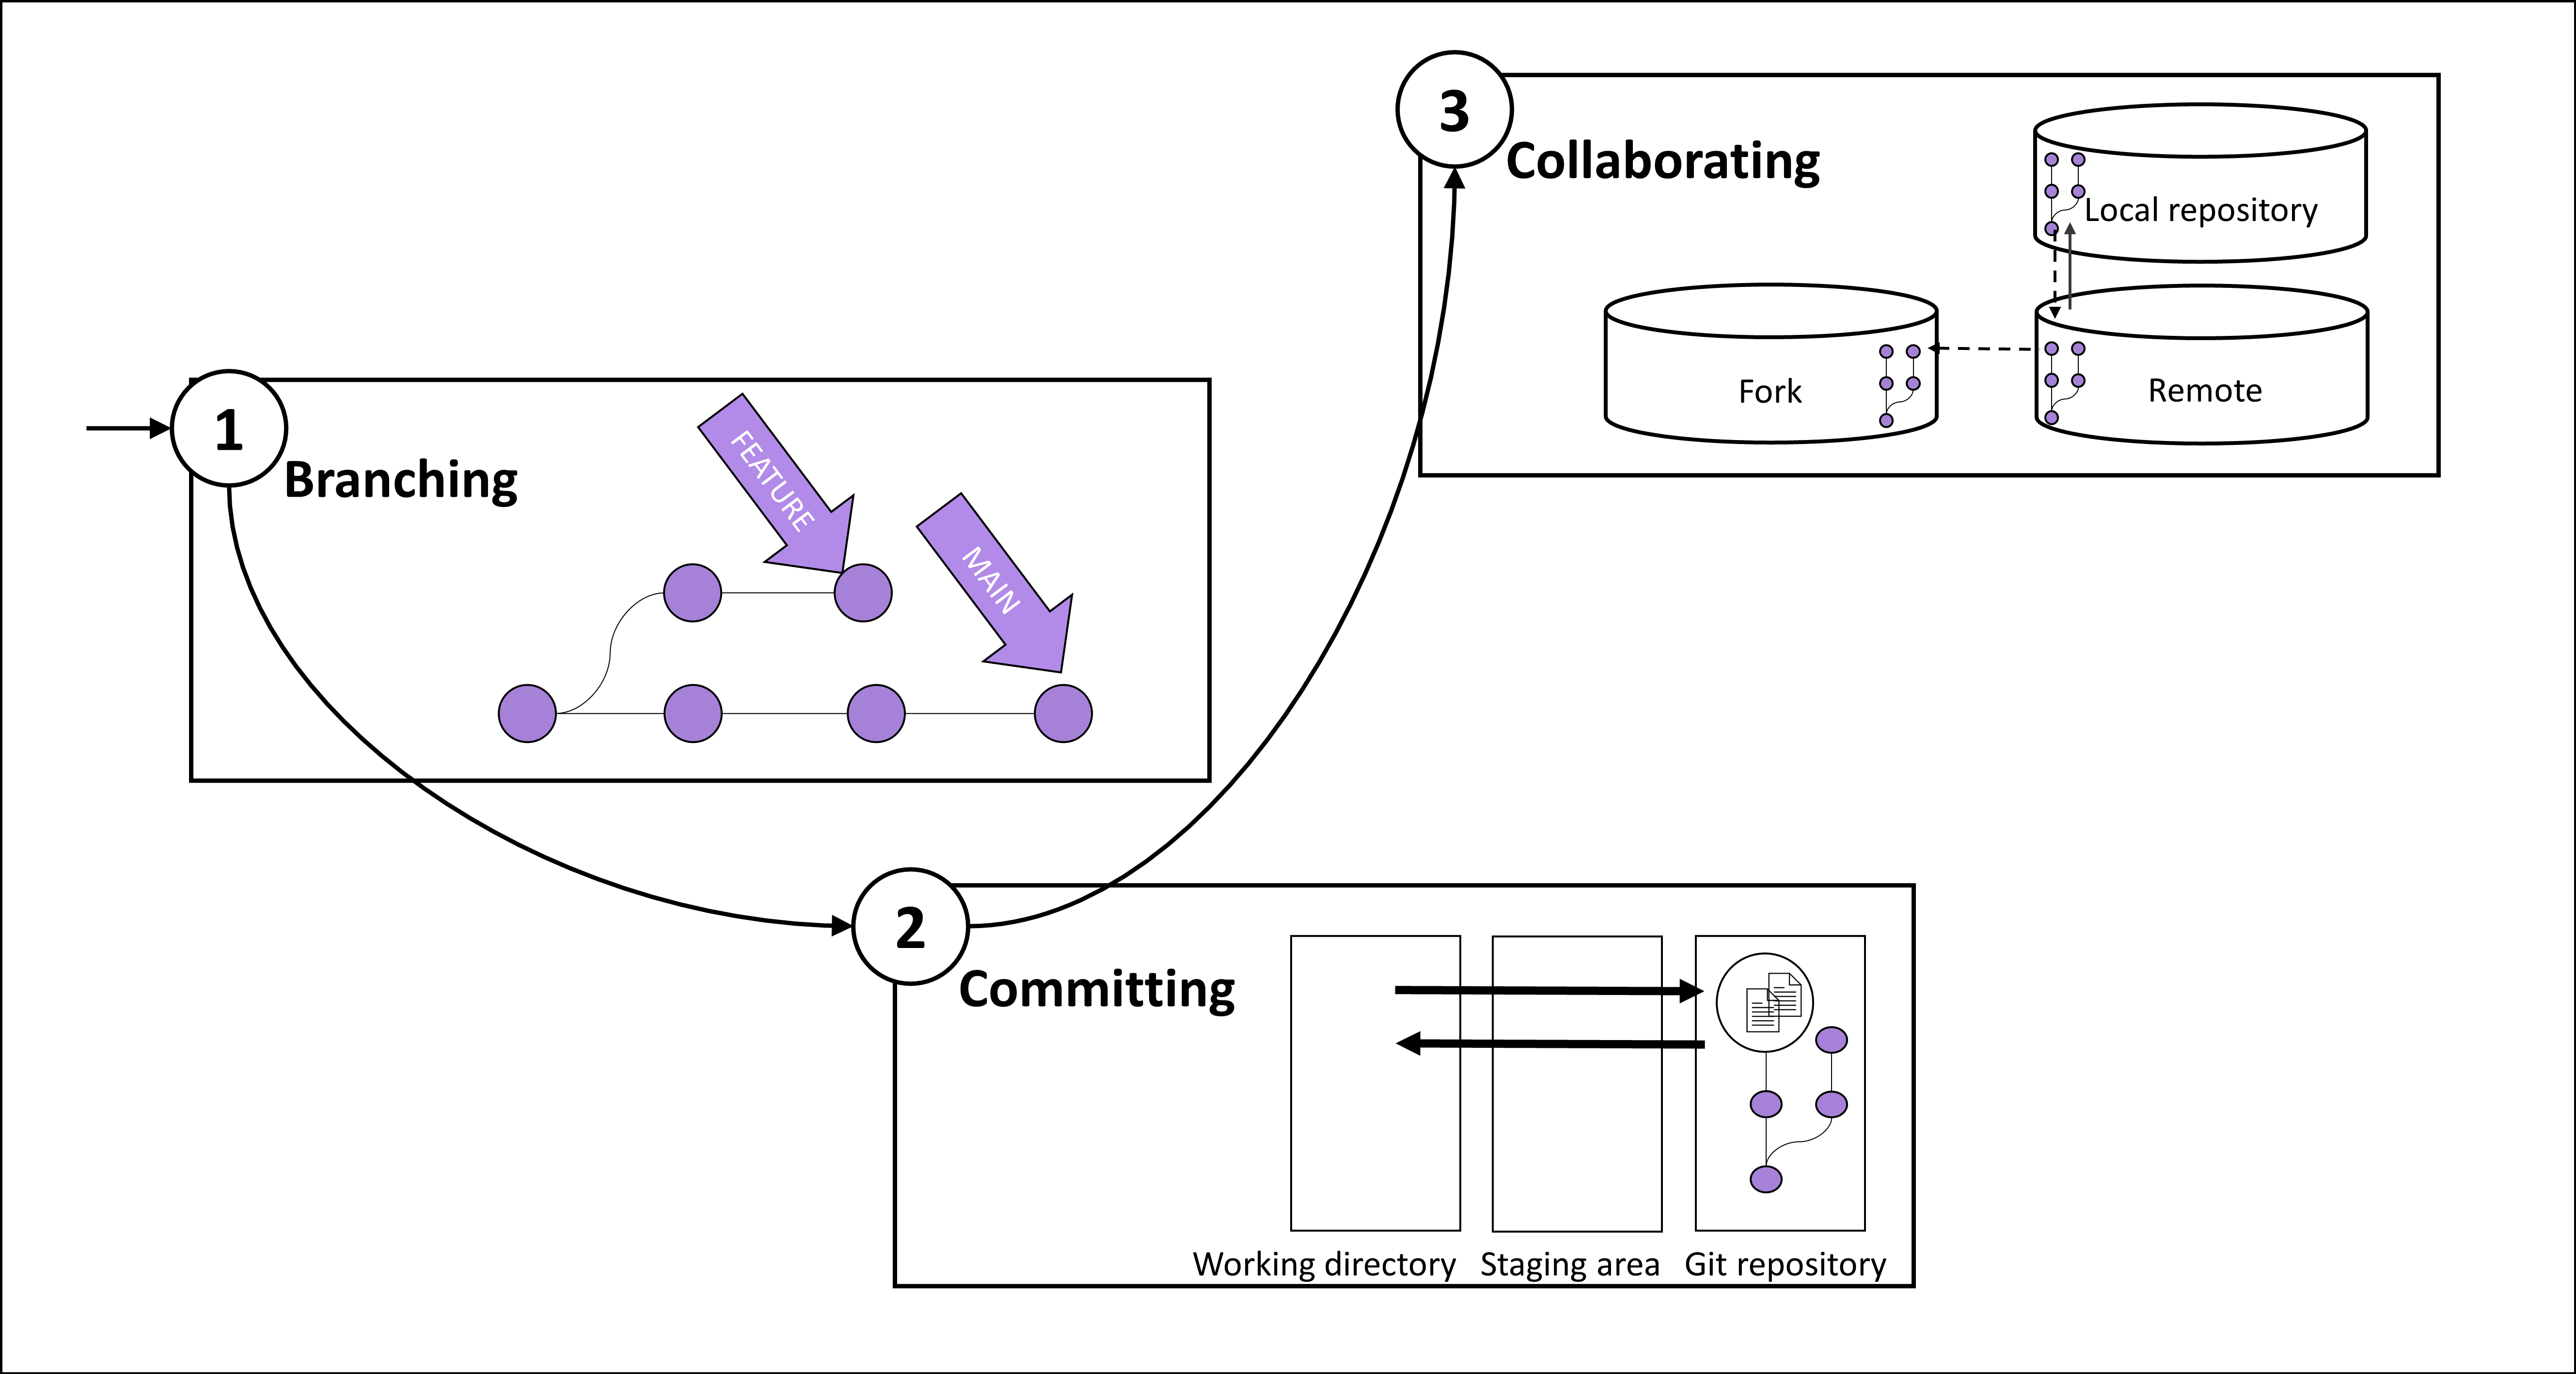 1
Branching
FEATURE
MAIN
2
Committing
Working directory
Staging area
Git repository
3
Collaborating
Local repository
Fork
Remote